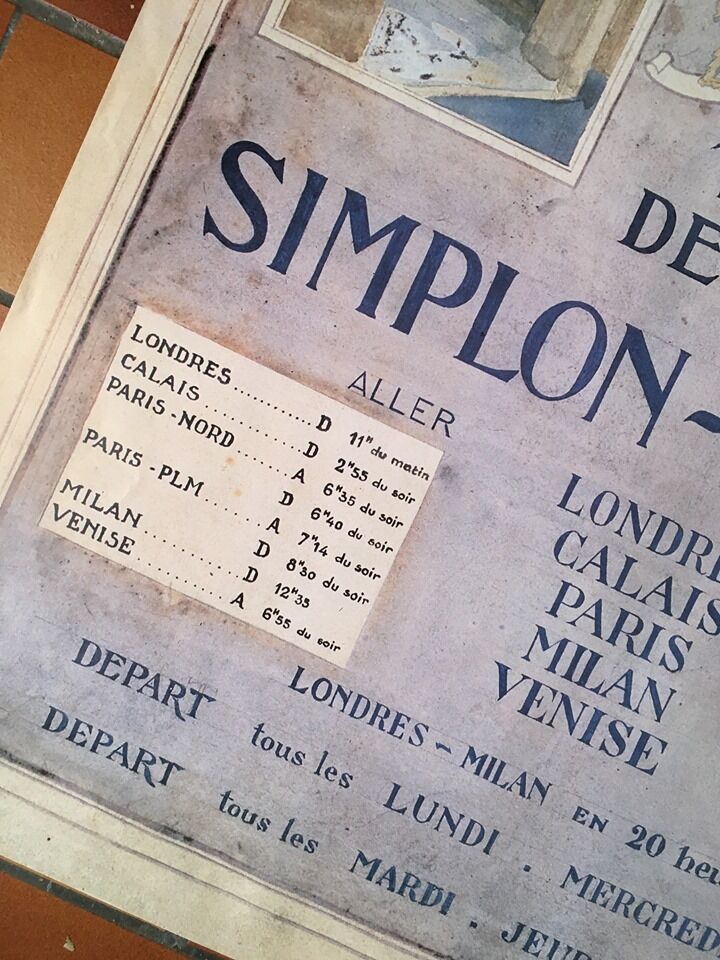 DE
SIMPLON-
ALLER
LONDRES .......... D 11H du matin
CALAIS ............. D 2H55 du soir
PARIS-NORD ....... A 6H35 du soir
D 6H40 du soir
PARIS-PLM ........ A 7H14 du soir
D 8H30 du soir
MILAN ............. D 12H35
VENISE ............ A 6H55 du soir
LONDRE
CALAIS
PARIS
MILAN
VENISE
LONDRES - MILAN EN 20 heu
DEPART tous les LUNDI . MERCRED
DEPART tous les MARDI . JEUD